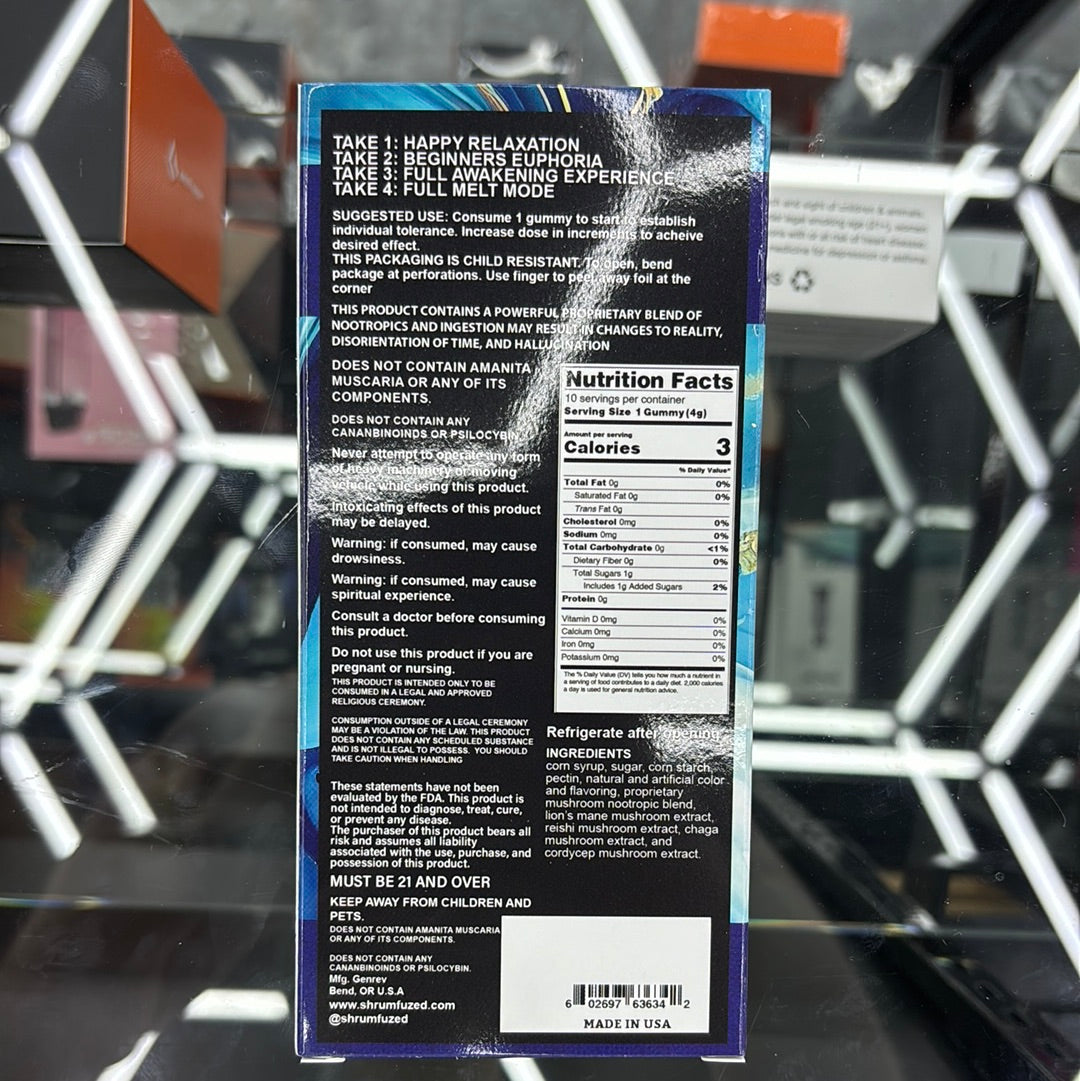 TAKE 1: HAPPY RELAXATION
TAKE 2: BEGINNERS EUPHORIA
TAKE 3: FULL AWAKENING EXPERIENCE
TAKE 4: FULL MELT MODE
SUGGESTED USE: Consume 1 gummy to start to establish
individual tolerance. Increase dose in increments to acheive
desired effect.
THIS PACKAGING IS CHILD RESISTANT. To open, bend
package at perforations. Use finger to peel away foil at the
corner
THIS PRODUCT CONTAINS A POWERFUL PROPRIETARY BLEND OF
NOOTROPICS AND INGESTION MAY RESULT IN CHANGES TO REALITY,
DISORIENTATION OF TIME, AND HALLUCINATION
DOES NOT CONTAIN AMANITA
MUSCARIA OR ANY OF ITS
COMPONENTS.
DOES NOT CONTAIN ANY
CANANBINOINDS OR PSILOCYBIN
Never attempt to operate any form
of heavy machinery or moving
vehicle while using this product.
Intoxicating effects of this product
may be delayed.
Warning: if consumed, may cause
drowsiness.
Warning: if consumed, may cause
spiritual experience.
Consult a doctor before consuming
this product.
Do not use this product if you are
pregnant or nursing.
THIS PRODUCT IS INTENDED ONLY TO BE
CONSUMED IN A LEGAL AND APPROVED
RELIGIOUS CEREMONY.
CONSUMPTION OUTSIDE OF A LEGAL CEREMONY
MAY BE A VIOLATION OF THE LAW. THIS PRODUCT
DOES NOT CONTAIN ANY SCHEDULED SUBSTANCE
AND IS NOT ILLEGAL TO POSSESS. YOU SHOULD
TAKE CAUTION WHEN HANDLING
These statements have not been
evaluated by the FDA. This product is
not intended to diagnose, treat, cure,
or prevent any disease.
The purchaser of this product bears all
risk and assumes all liability
associated with the use, purchase, and
possession of this product.
MUST BE 21 AND OVER
KEEP AWAY FROM CHILDREN AND
PETS.
DOES NOT CONTAIN AMANITA MUSCARIA
OR ANY OF ITS COMPONENTS.
DOES NOT CONTAIN ANY
CANANBINOINDS OR PSILOCYBIN.
Mfg. Genrev
Bend, OR U.S.A
www.shrumfuzed.com
@shrumfuzed
Nutrition Facts
10 servings per container
Serving Size 1 Gummy (4g)
Amount per serving
Calories 3
% Daily Value*
Total Fat 0g 0%
Saturated Fat 0g 0%
Trans Fat 0g
Cholesterol 0mg 0%
Sodium 0mg 0%
Total Carbohydrate 0g <1%
Dietary Fiber 0g 0%
Total Sugars 1g
Includes 1g Added Sugars 2%
Protein 0g
Vitamin D 0mg 0%
Calcium 0mg 0%
Iron 0mg 0%
Potassium 0mg 0%
The % Daily Value (DV) tells you how much a nutrient in
a serving of food contributes to a daily diet. 2,000 calories
a day is used for general nutrition advice.
Refrigerate after opening
INGREDIENTS
corn syrup, sugar, corn starch,
pectin, natural and artificial color
and flavoring, proprietary
mushroom nootropic blend,
lion's mane mushroom extract,
reishi mushroom extract, chaga
mushroom extract, and
cordycep mushroom extract.
6 02697 63634 2
MADE IN USA